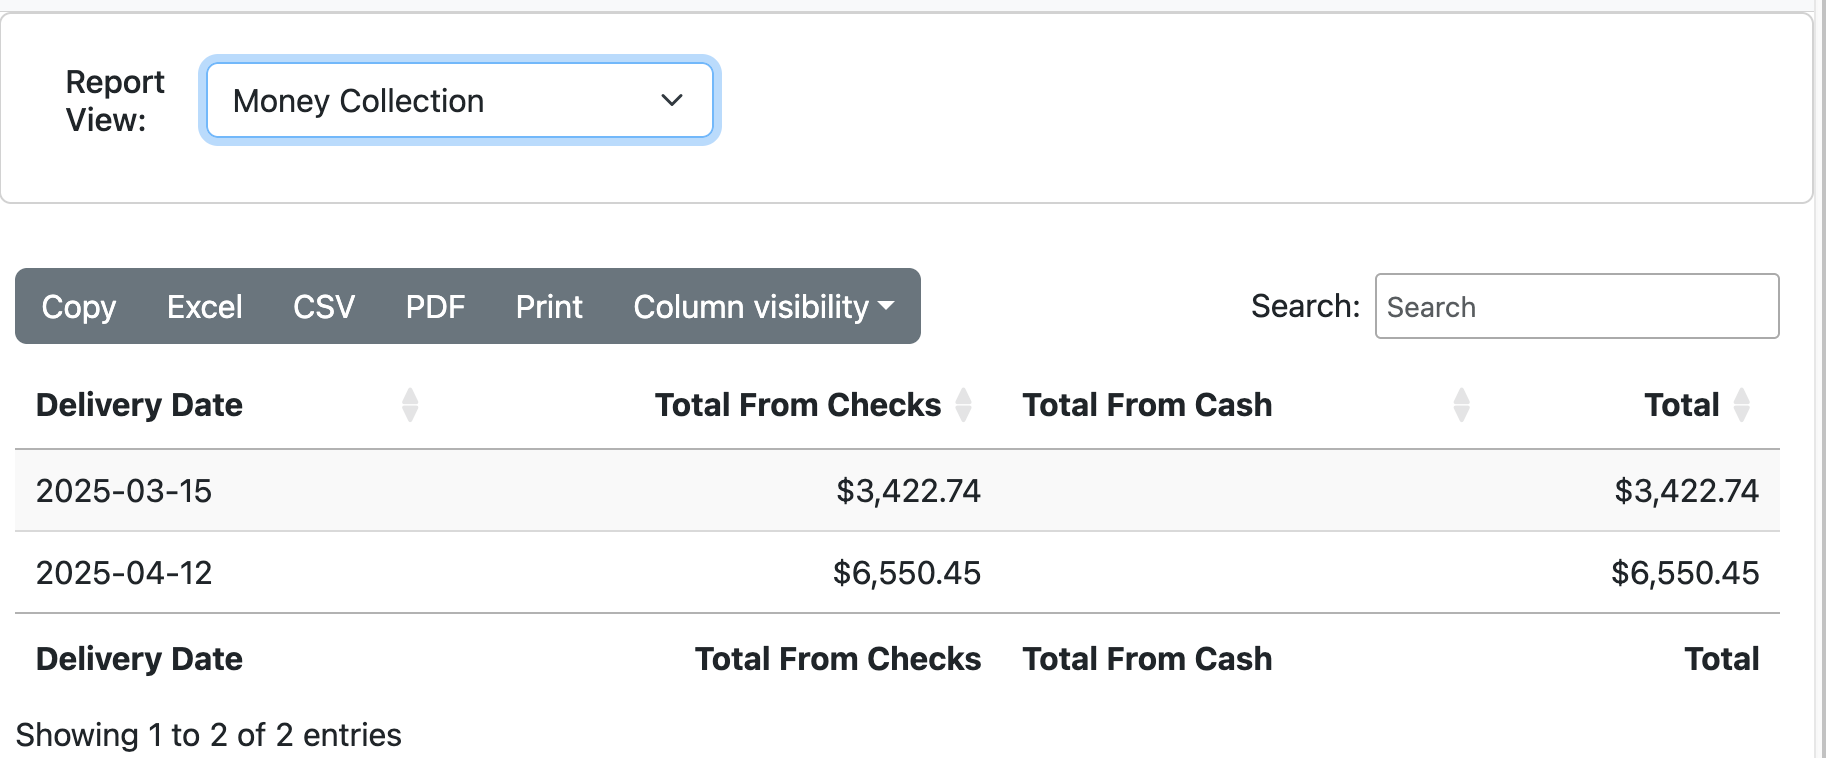 Report
View:
Money Collection
Copy Excel CSV PDF Print Column visibility
Search: Search
Delivery Date Total From Checks Total From Cash Total
2025-03-15 $3,422.74 $3,422.74
2025-04-12 $6,550.45 $6,550.45
Delivery Date Total From Checks Total From Cash Total
Showing 1 to 2 of 2 entries